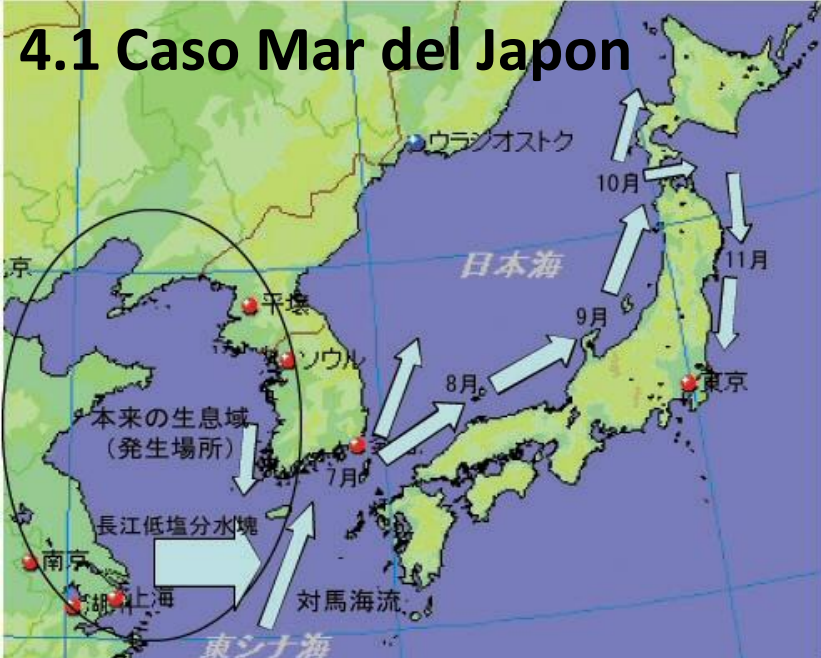 4.1 Caso Mar del Japon
ウラジオストク
10月
京
日本海
11月
平壌
9月
ソウル
8月
東京
本来の生息域
(発生場所)
7月
長江低塩分水塊
南京
上海
対馬海流
東シナ海